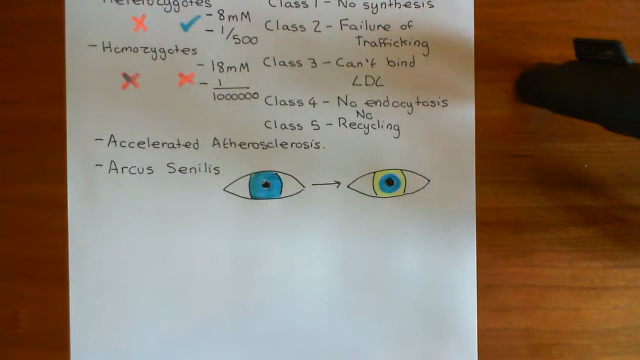 Heterozygotes
- 8mM
- 1/500
- Homozygotes
- 18mM
- 1/1000000
Class 1 - No synthesis
Class 2 - Failure of
Trafficking
Class 3 - Can't bind
LDL
Class 4 - No endocytosis
Class 5 - No Recycling
- Accelerated Atherosclerosis.
- Arcus Senilis